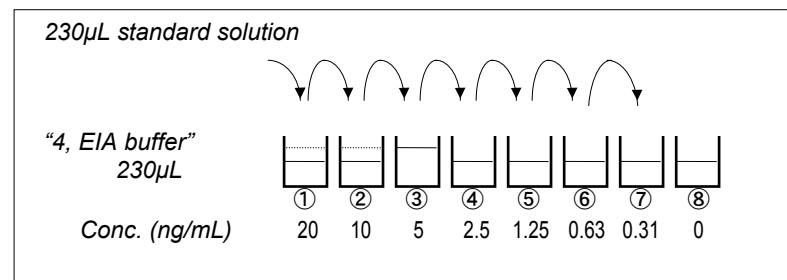 230µL standard solution
“4, EIA buffer”
230µL
① ② ③ ④ ⑤ ⑥ ⑦ ⑧
Conc. (ng/mL) 20 10 5 2.5 1.25 0.63 0.31 0